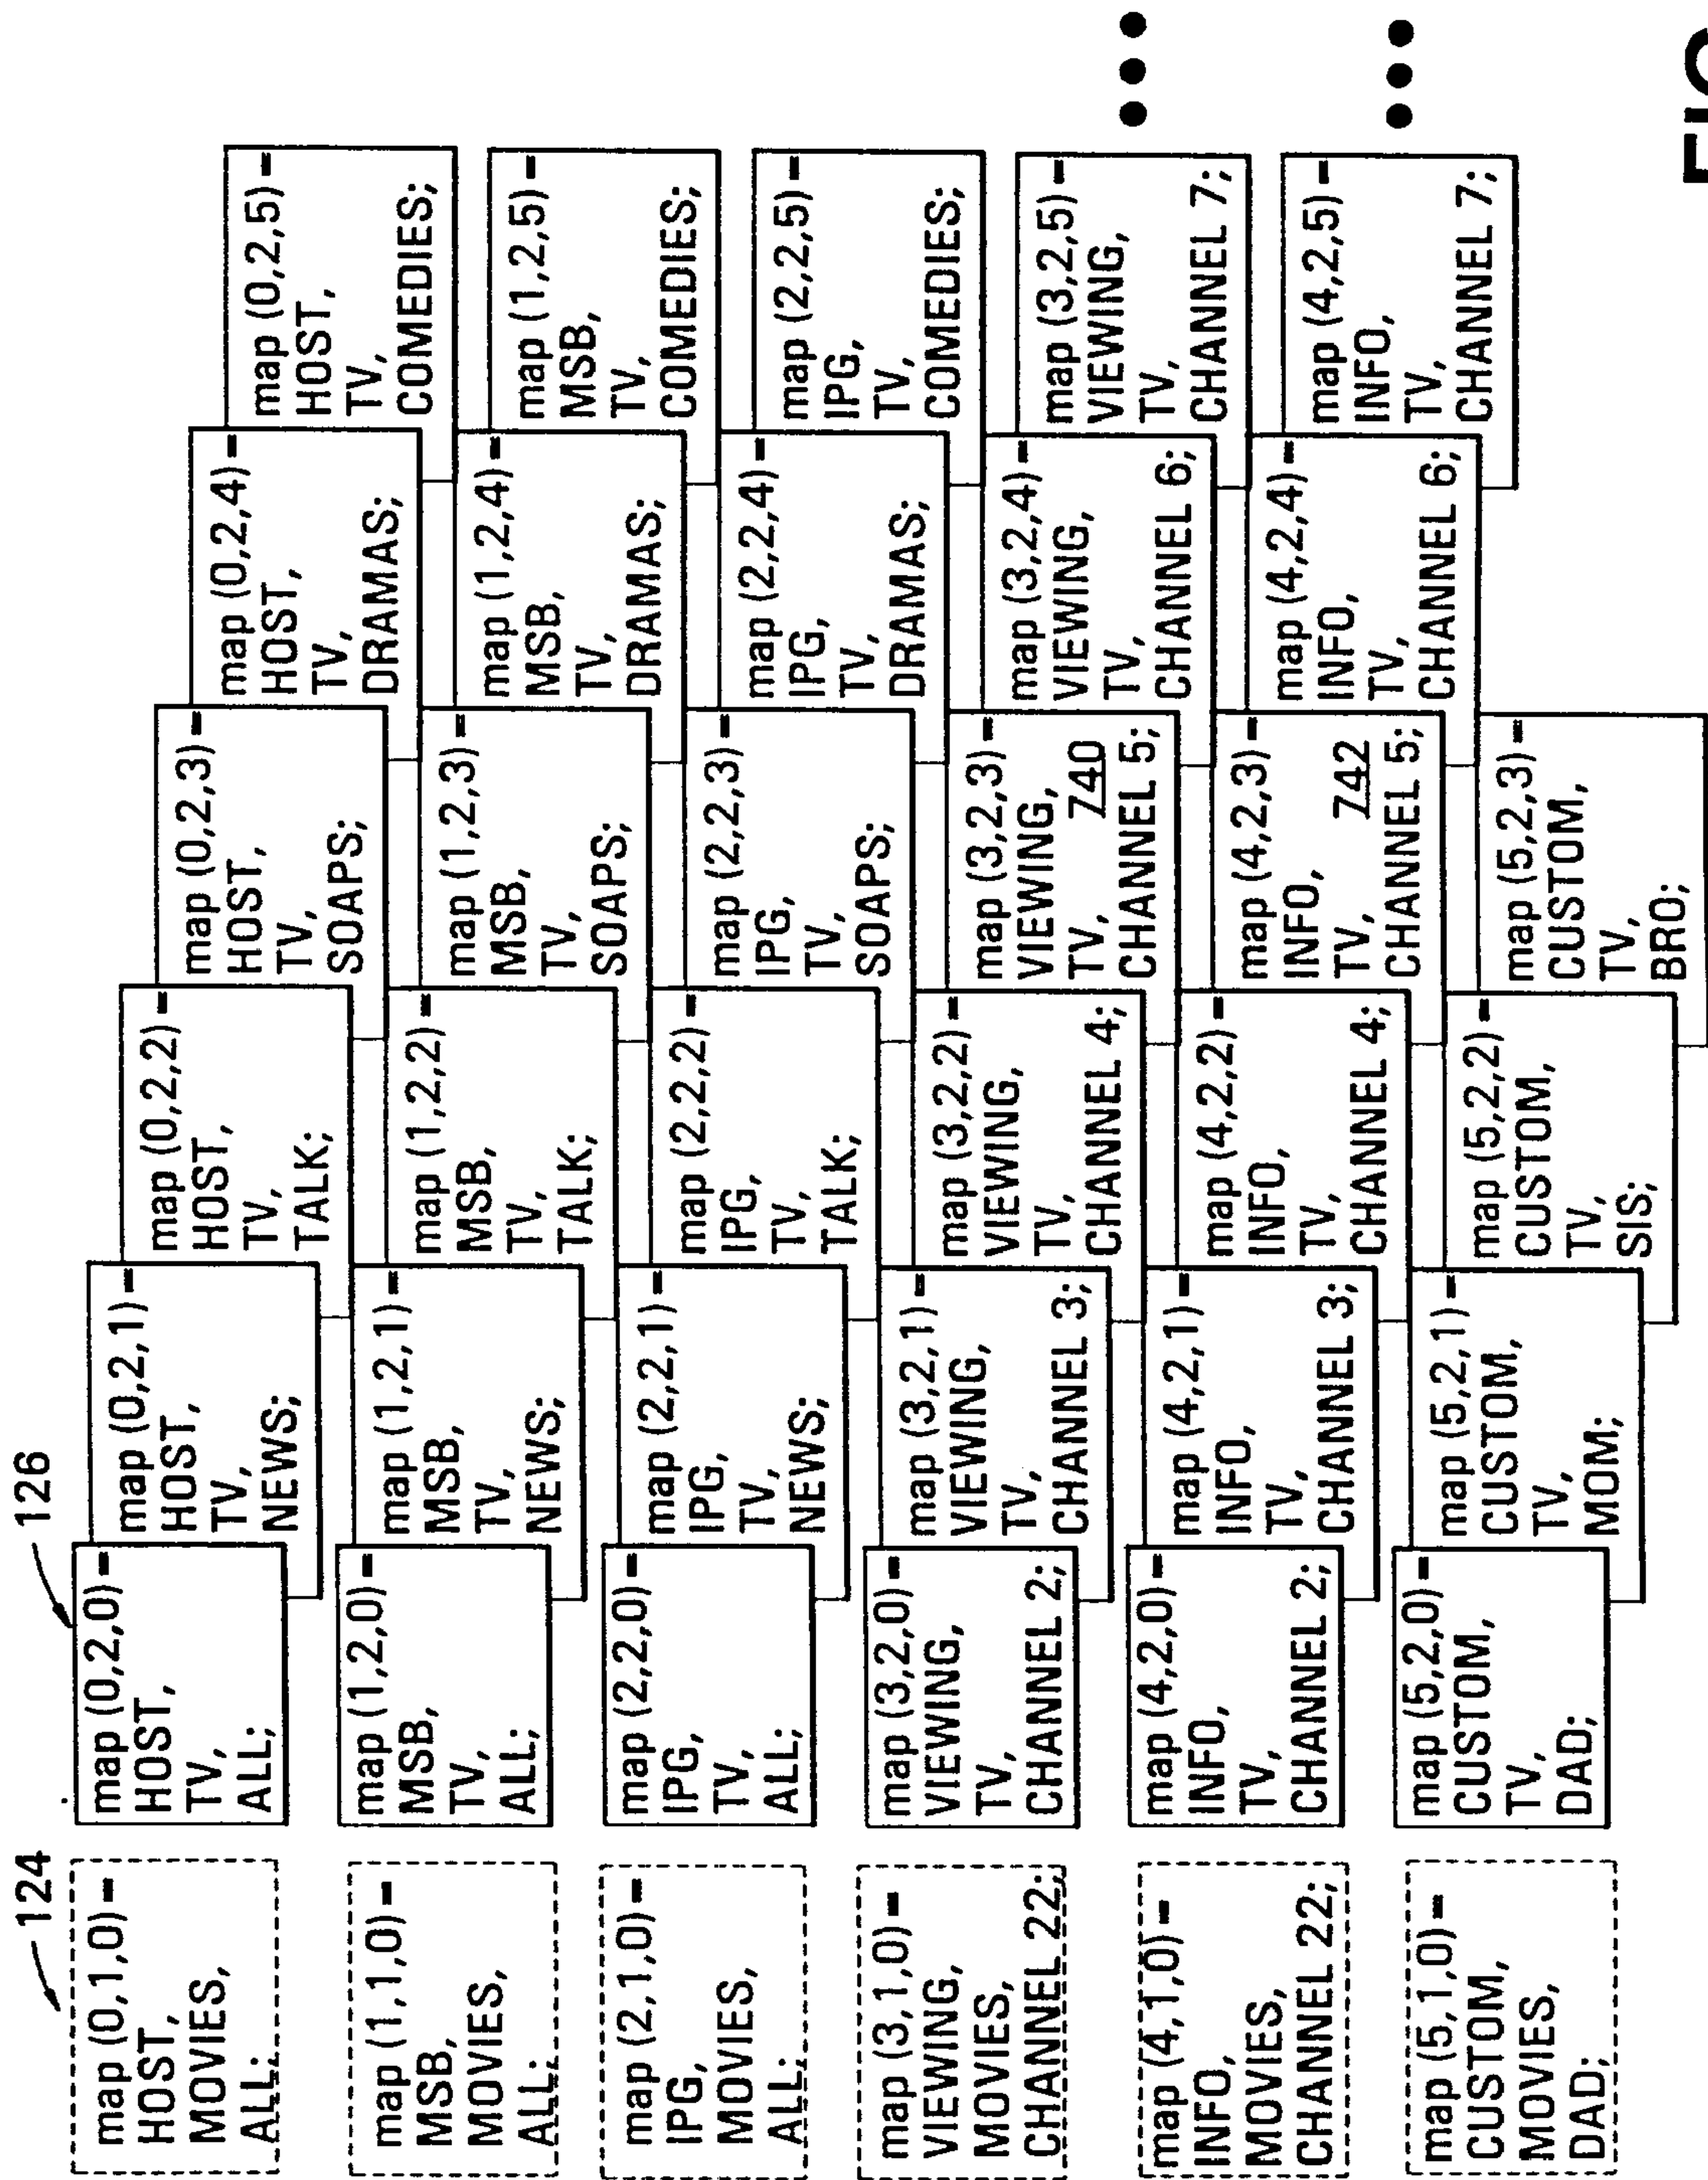 124
126
map (0,1,0) =
HOST,
MOVIES,
ALL;
map (0,2,0) =
HOST,
TV,
ALL;
map (0,2,1) =
HOST,
TV,
NEWS;
map (0,2,2) =
HOST,
TV,
TALK;
map (0,2,3) =
HOST,
TV,
SOAPS;
map (0,2,4) =
HOST,
TV,
DRAMAS;
map (0,2,5) =
HOST,
TV,
COMEDIES;
map (1,1,0) =
MSB,
MOVIES,
ALL;
map (1,2,0) =
MSB,
TV,
ALL;
map (1,2,1) =
MSB,
TV,
NEWS;
map (1,2,2) =
MSB,
TV,
TALK;
map (1,2,3) =
MSB,
TV,
SOAPS;
map (1,2,4) =
MSB,
TV,
DRAMAS;
map (1,2,5) =
MSB,
TV,
COMEDIES;
map (2,1,0) =
IPG,
MOVIES,
ALL;
map (2,2,0) =
IPG,
TV,
ALL;
map (2,2,1) =
IPG,
TV,
NEWS;
map (2,2,2) =
IPG,
TV,
TALK;
map (2,2,3) =
IPG,
TV,
SOAPS;
map (2,2,4) =
IPG,
TV,
DRAMAS;
map (2,2,5) =
IPG,
TV,
COMEDIES;
map (3,1,0) =
VIEWING,
MOVIES,
CHANNEL 22;
map (3,2,0) =
VIEWING,
TV,
CHANNEL 2;
map (3,2,1) =
VIEWING,
TV,
CHANNEL 3;
map (3,2,2) =
VIEWING,
TV,
CHANNEL 4;
map (3,2,3) =
VIEWING,
TV, 740
CHANNEL 5;
map (3,2,4) =
VIEWING,
TV,
CHANNEL 6;
map (3,2,5) =
VIEWING,
TV,
CHANNEL 7;
map (4,1,0) =
INFO,
MOVIES,
CHANNEL 22;
map (4,2,0) =
INFO,
TV,
CHANNEL 2;
map (4,2,1) =
INFO,
TV,
CHANNEL 3;
map (4,2,2) =
INFO,
TV,
CHANNEL 4;
map (4,2,3) =
INFO,
TV, 742
CHANNEL 5;
map (4,2,4) =
INFO,
TV,
CHANNEL 6;
map (4,2,5) =
INFO,
TV,
CHANNEL 7;
map (5,1,0) =
CUSTOM,
MOVIES,
DAD;
map (5,2,0) =
CUSTOM,
TV,
DAD;
map (5,2,1) =
CUSTOM,
TV,
MOM;
map (5,2,2) =
CUSTOM,
TV,
SIS;
map (5,2,3) =
CUSTOM,
TV,
BRO;